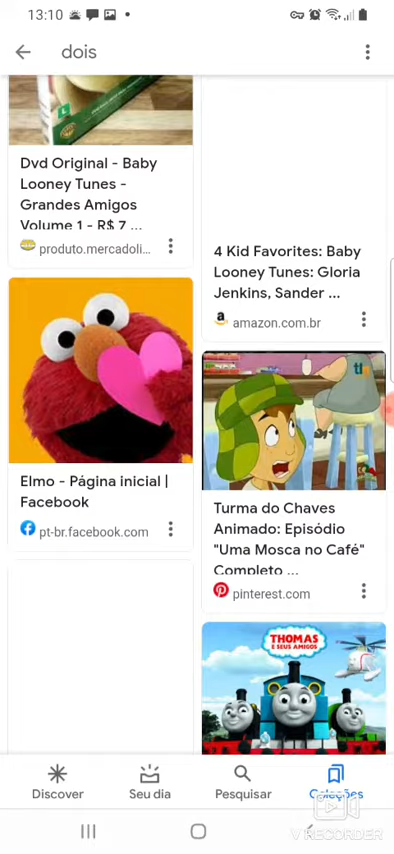 13:10
dois
Dvd Original - Baby
Looney Tunes -
Grandes Amigos
Volume 1 - R$ 7 ...
produto.mercadoli...
4 Kid Favorites: Baby
Looney Tunes: Gloria
Jenkins, Sander ...
amazon.com.br
Elmo - Página inicial |
Facebook
pt-br.facebook.com
Turma do Chaves
Animado: Episódio
"Uma Mosca no Café"
Completo ...
pinterest.com
THOMAS
E SEUS AMIGOS
Discover
Seu dia
Pesquisar
Coleções
V RECORDER